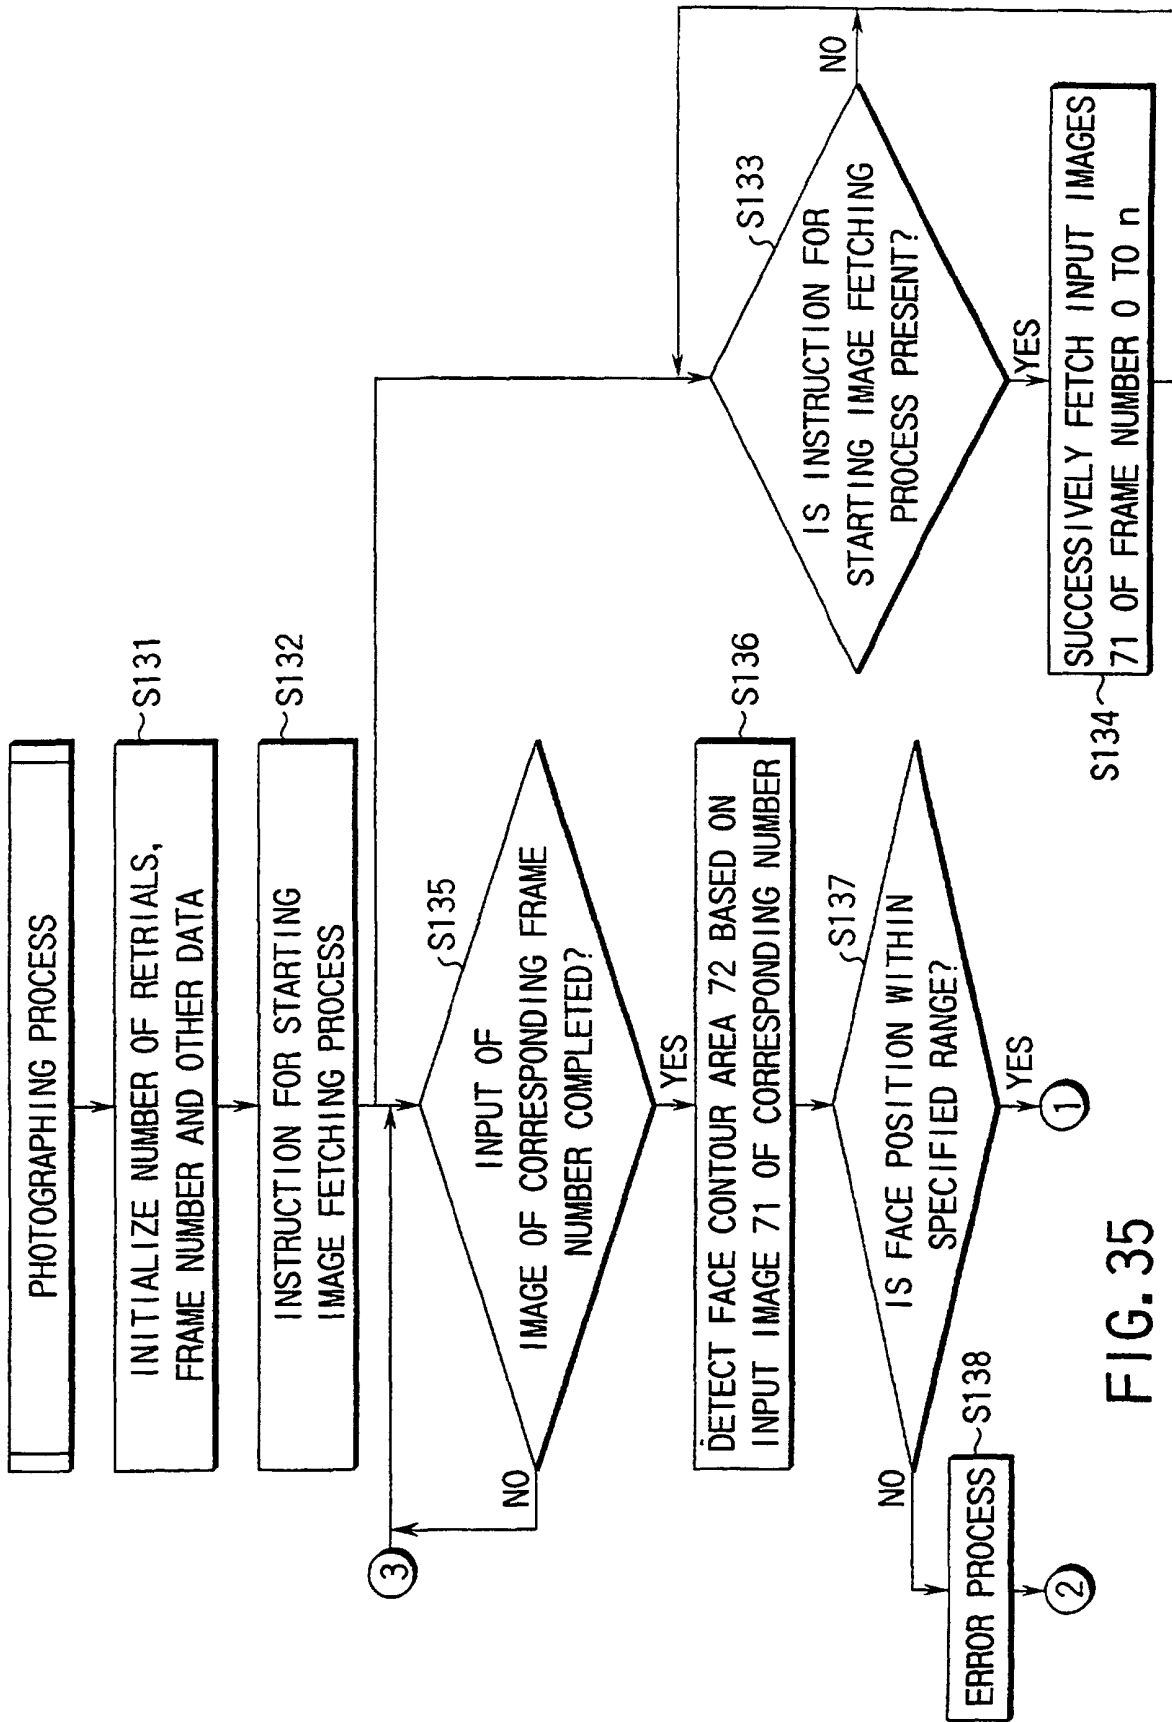 PHOTOGRAPHING PROCESS
INITIALIZE NUMBER OF RETRIALS,
FRAME NUMBER AND OTHER DATA
S131
INSTRUCTION FOR STARTING
IMAGE FETCHING PROCESS
S132
3
INPUT OF
IMAGE OF CORRESPONDING FRAME
NUMBER COMPLETED?
S135
NO
YES
DETECT FACE CONTOUR AREA 72 BASED ON
INPUT IMAGE 71 OF CORRESPONDING NUMBER
S136
IS FACE POSITION WITHIN
SPECIFIED RANGE?
S137
NO
YES
ERROR PROCESS
S138
2
1
IS INSTRUCTION FOR
STARTING IMAGE FETCHING
PROCESS PRESENT?
S133
NO
YES
SUCCESSIVELY FETCH INPUT IMAGES
71 OF FRAME NUMBER 0 TO n
S134
FIG. 35